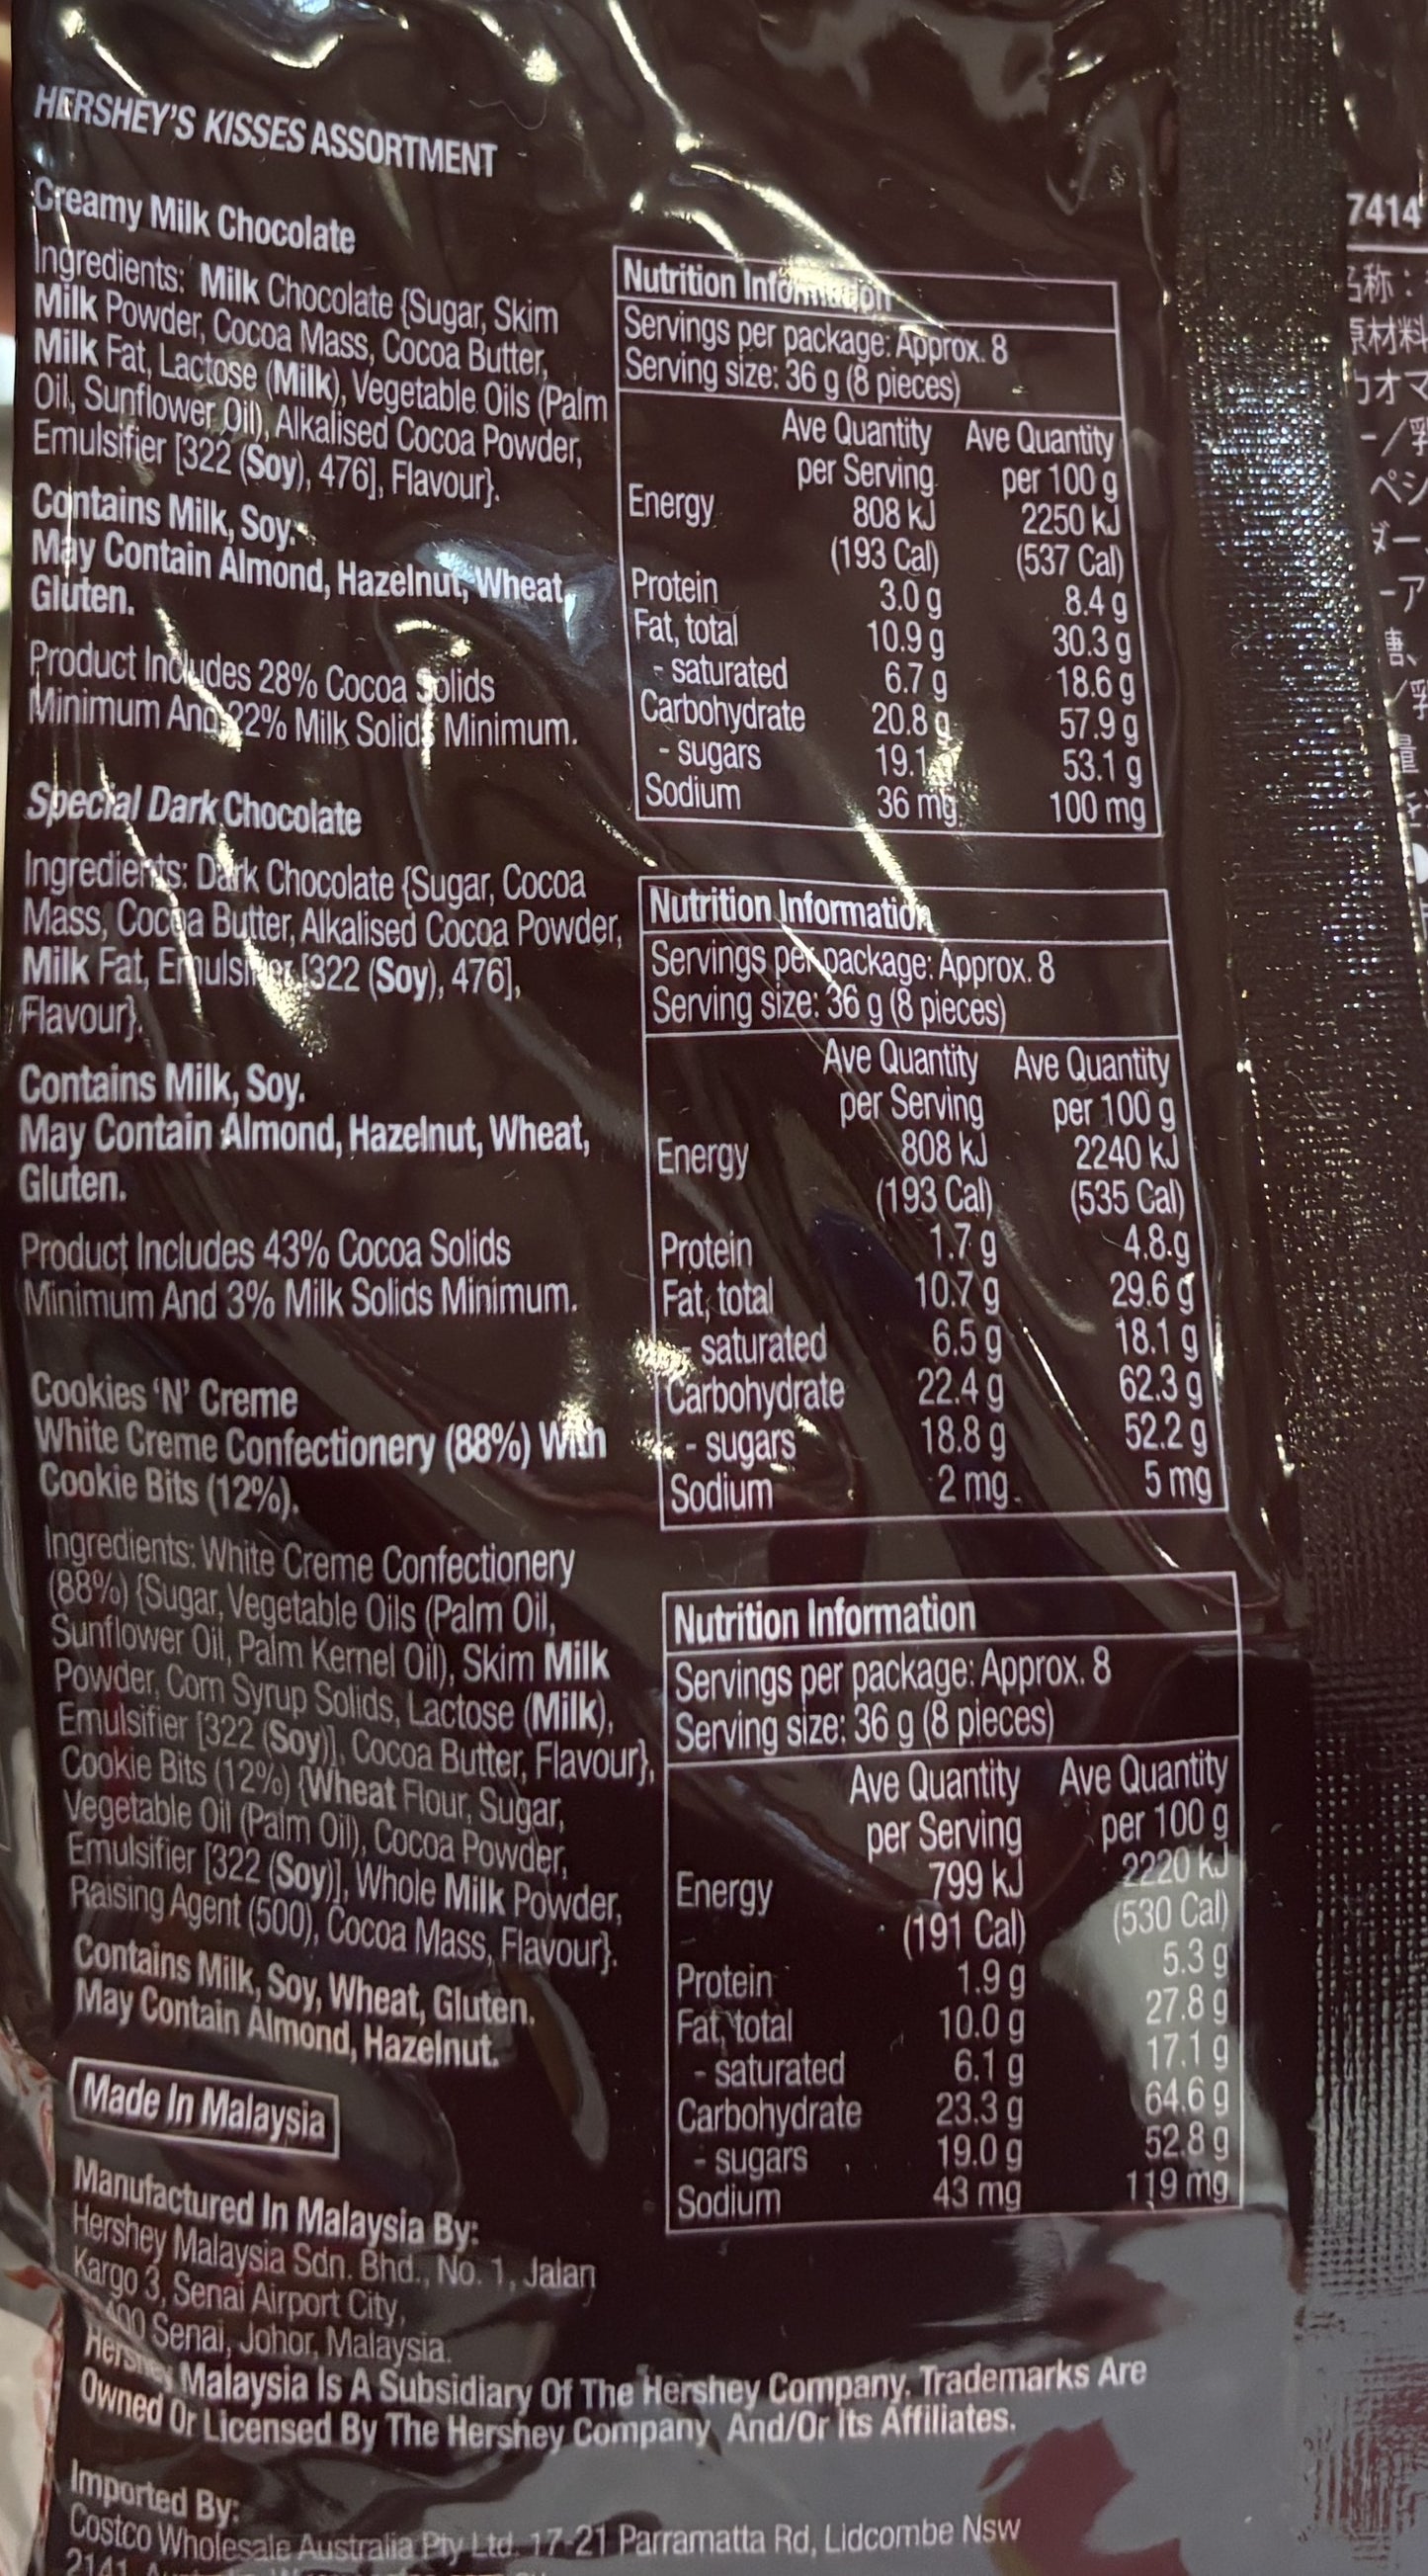 HERSHEY'S KISSES ASSORTMENT
Creamy Milk Chocolate
Ingredients: Milk Chocolate {Sugar, Skim
Milk Powder, Cocoa Mass, Cocoa Butter,
Milk Fat, Lactose (Milk), Vegetable Oils (Palm
Oil, Sunflower Oil), Alkalised Cocoa Powder,
Emulsifier [322 (Soy), 476], Flavour}.
Contains Milk, Soy.
May Contain Almond, Hazelnut, Wheat,
Gluten.
Product Includes 28% Cocoa Solids
Minimum And 22% Milk Solids Minimum.
Nutrition Information
Servings per package: Approx. 8
Serving size: 36 g (8 pieces)
Ave Quantity Ave Quantity
per Serving per 100 g
Energy 808 kJ 2250 kJ
(193 Cal) (537 Cal)
Protein 3.0 g 8.4 g
Fat, total 10.9 g 30.3 g
- saturated 6.7 g 18.6 g
Carbohydrate 20.8 g 57.9 g
- sugars 19.1 g 53.1 g
Sodium 36 mg 100 mg
Special Dark Chocolate
Ingredients: Dark Chocolate {Sugar, Cocoa
Mass, Cocoa Butter, Alkalised Cocoa Powder,
Milk Fat, Emulsifier [322 (Soy), 476],
Flavour}.
Contains Milk, Soy.
May Contain Almond, Hazelnut, Wheat,
Gluten.
Product Includes 43% Cocoa Solids
Minimum And 3% Milk Solids Minimum.
Nutrition Information
Servings per package: Approx. 8
Serving size: 36 g (8 pieces)
Ave Quantity Ave Quantity
per Serving per 100 g
Energy 808 kJ 2240 kJ
(193 Cal) (535 Cal)
Protein 1.7 g 4.8 g
Fat, total 10.7 g 29.6 g
- saturated 6.5 g 18.1 g
Carbohydrate 22.4 g 62.3 g
- sugars 18.8 g 52.2 g
Sodium 2 mg 5 mg
Cookies 'N' Creme
White Creme Confectionery (88%) With
Cookie Bits (12%).
Ingredients: White Creme Confectionery
(88%) {Sugar, Vegetable Oils (Palm Oil,
Sunflower Oil, Palm Kernel Oil), Skim Milk
Powder, Corn Syrup Solids, Lactose (Milk),
Emulsifier [322 (Soy)], Cocoa Butter, Flavour},
Cookie Bits (12%) {Wheat Flour, Sugar,
Vegetable Oil (Palm Oil), Cocoa Powder,
Emulsifier [322 (Soy)], Whole Milk Powder,
Raising Agent (500), Cocoa Mass, Flavour}.
Contains Milk, Soy, Wheat, Gluten.
May Contain Almond, Hazelnut.
Nutrition Information
Servings per package: Approx. 8
Serving size: 36 g (8 pieces)
Ave Quantity Ave Quantity
per Serving per 100 g
Energy 799 kJ 2220 kJ
(191 Cal) (530 Cal)
Protein 1.9 g 5.3 g
Fat, total 10.0 g 27.8 g
- saturated 6.1 g 17.1 g
Carbohydrate 23.3 g 64.6 g
- sugars 19.0 g 52.8 g
Sodium 43 mg 119 mg
Made In Malaysia
Manufactured In Malaysia By:
Hershey Malaysia Sdn. Bhd., No. 1, Jalan
Kargo 3, Senai Airport City,
Senai, Johor, Malaysia.
Hershey Malaysia Is A Subsidiary Of The Hershey Company. Trademarks Are
Owned Or Licensed By The Hershey Company And/Or Its Affiliates.
Imported By:
Costco Wholesale Australia Pty Ltd. 17-21 Parramatta Rd, Lidcombe Nsw
2141
7414
名称:
原材料
カオマ